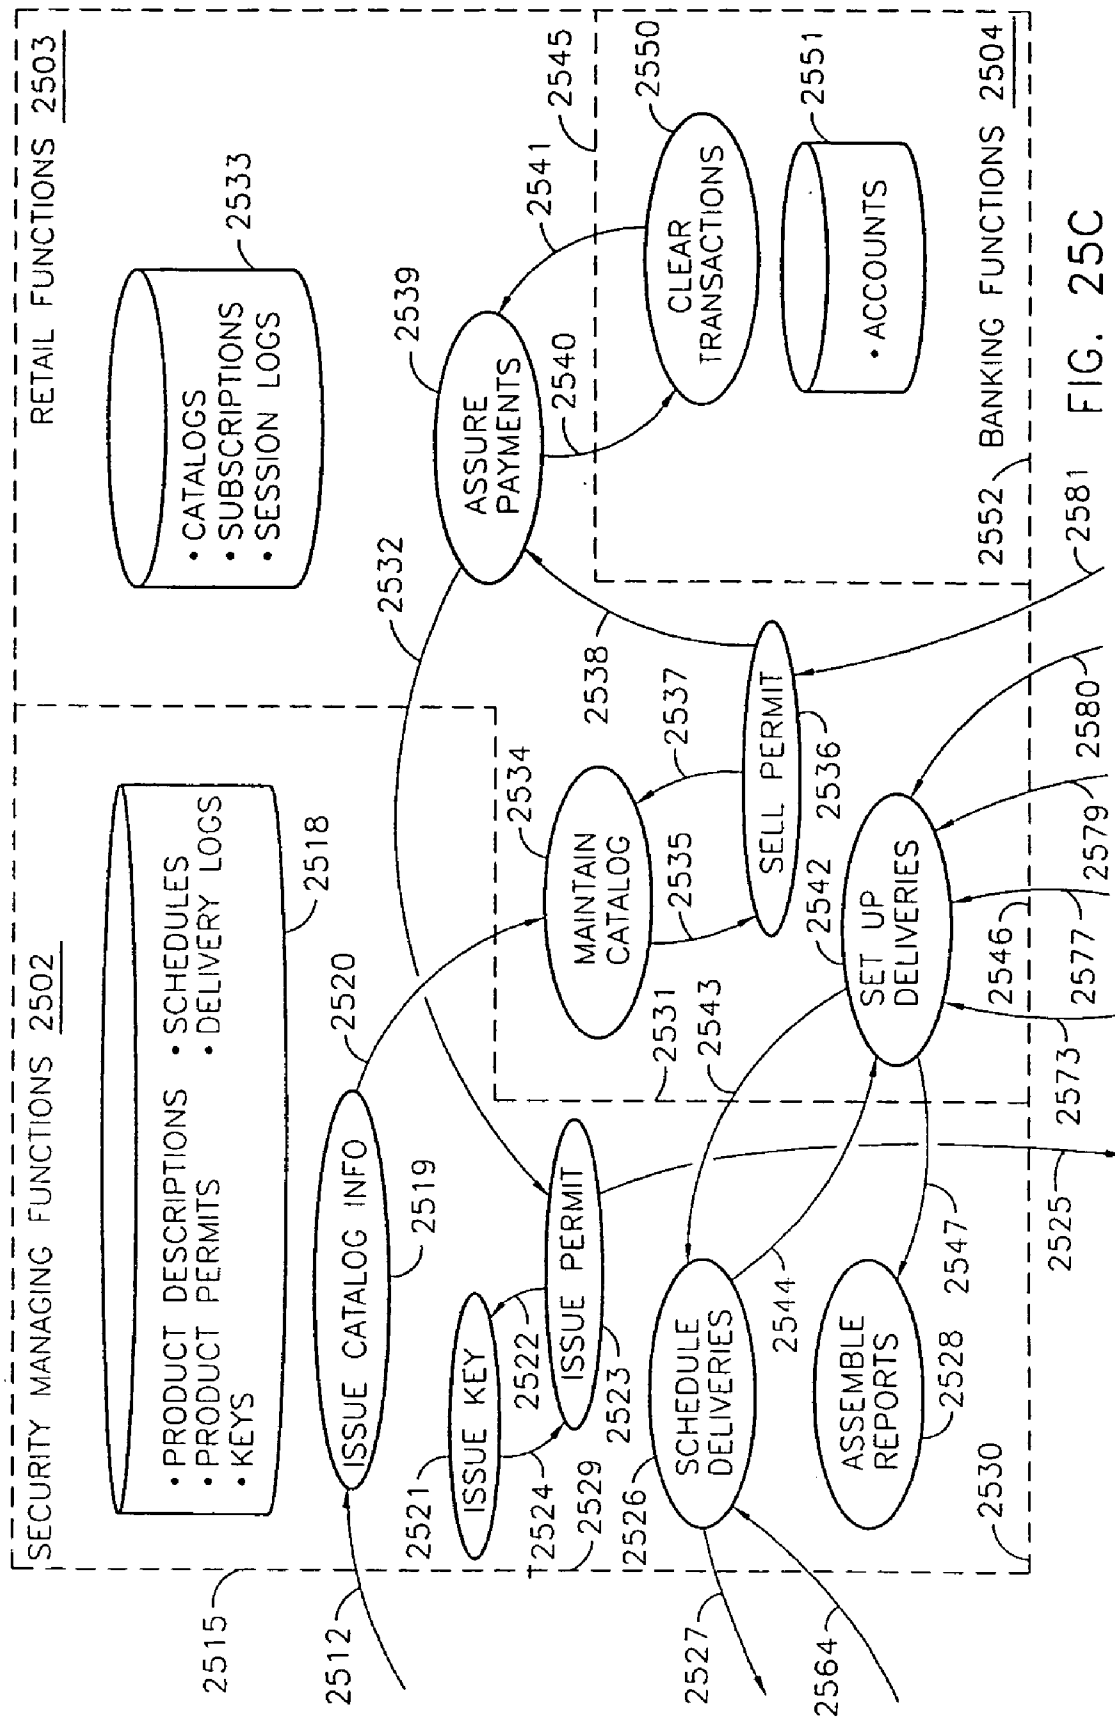 SECURITY MANAGING FUNCTIONS 2502
• PRODUCT DESCRIPTIONS
• PRODUCT PERMITS
• KEYS
• SCHEDULES
• DELIVERY LOGS
2518
2515
2512
ISSUE CATALOG INFO
2519
2520
2521
ISSUE KEY
2522
2524
ISSUE PERMIT
2523
2529
2526
SCHEDULE
DELIVERIES
2527
2564
2544
2543
ASSEMBLE
REPORTS
2528
2547
2530
2525
RETAIL FUNCTIONS 2503
• CATALOGS
• SUBSCRIPTIONS
• SESSION LOGS
2533
2532
2531
2534
MAINTAIN
CATALOG
2535
2537
SELL PERMIT
2536
2538
ASSURE
PAYMENTS
2539
2540
2541
2542
SET UP
DELIVERIES
2546
2573
2577
2579
2580
2581
2545
CLEAR
TRANSACTIONS
2550
• ACCOUNTS
2551
2552
BANKING FUNCTIONS 2504
FIG. 25C